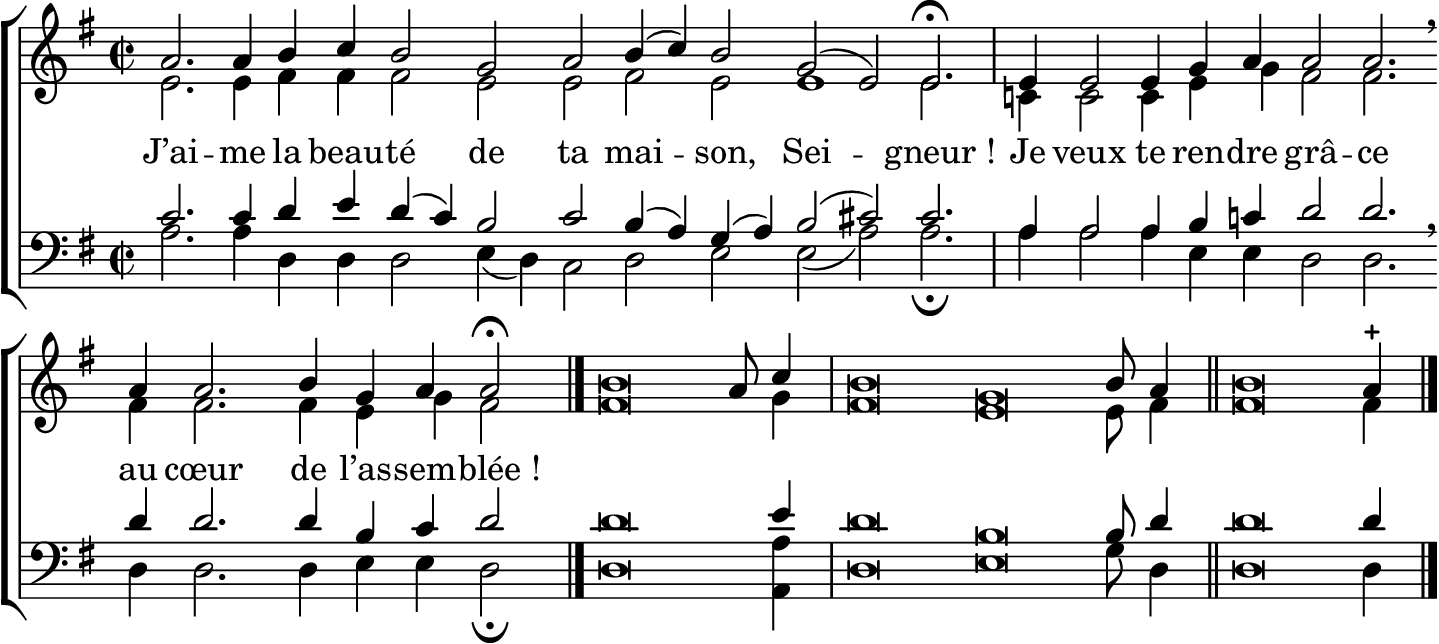 J’ai -- me la beauté de ta mai -- son, Sei -- gneur ! Je veux te rendre grâ -- ce
au cœur de l’assemblée !